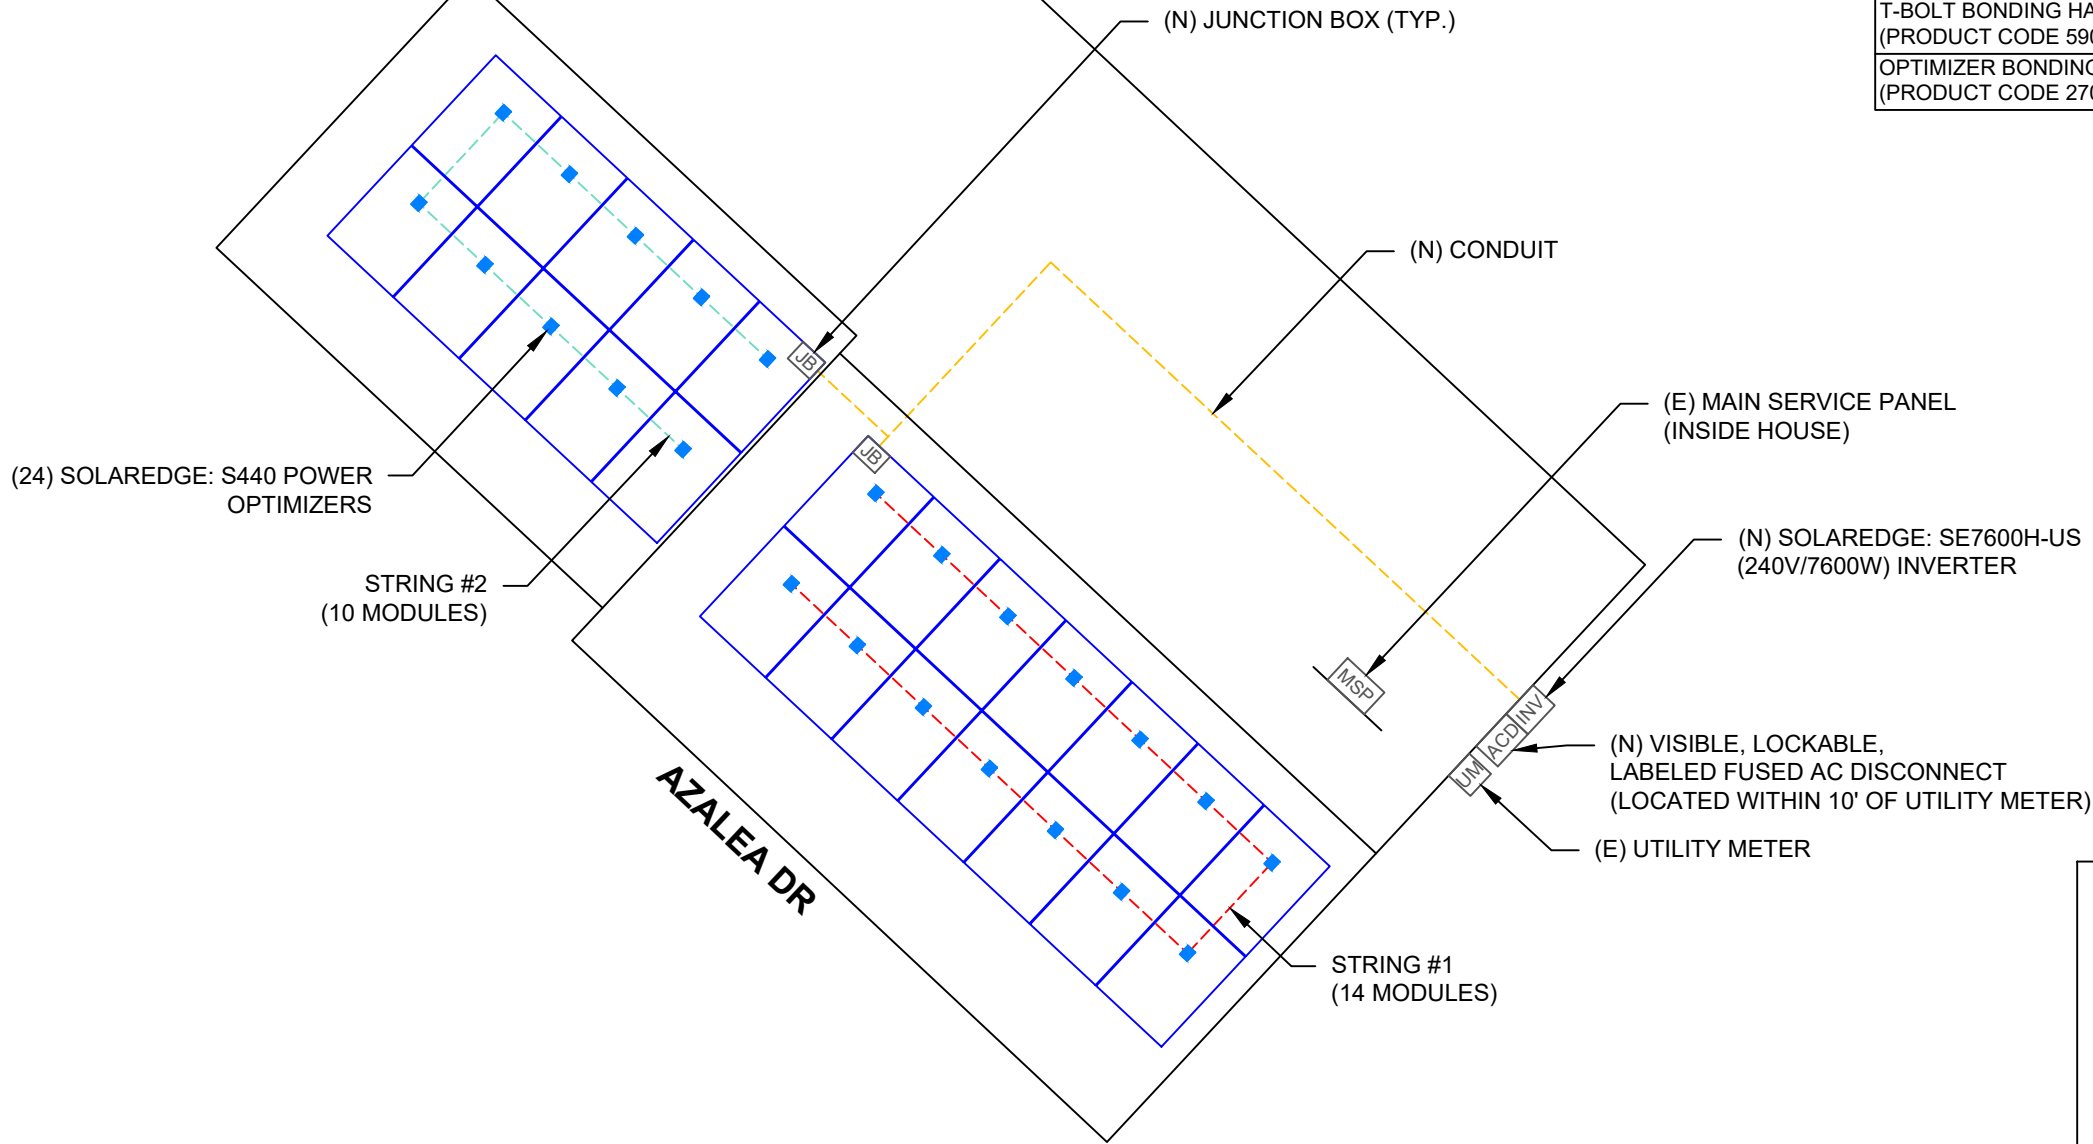 (N) JUNCTION BOX (TYP.)
T-BOLT BONDING HA
(PRODUCT CODE 590
OPTIMIZER BONDING
(PRODUCT CODE 270
(N) CONDUIT
JB
JB
(E) MAIN SERVICE PANEL
(INSIDE HOUSE)
(24) SOLAREDGE: S440 POWER
OPTIMIZERS
STRING #2
(10 MODULES)
(N) SOLAREDGE: SE7600H-US
(240V/7600W) INVERTER
MSP
INV
ACD
UM
(N) VISIBLE, LOCKABLE,
LABELED FUSED AC DISCONNECT
(LOCATED WITHIN 10' OF UTILITY METER)
(E) UTILITY METER
AZALEA DR
STRING #1
(14 MODULES)